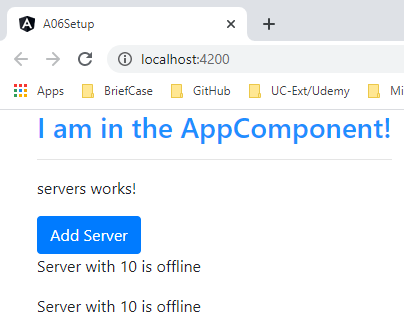 A06Setup
localhost:4200
Apps BriefCase GitHub UC-Ext/Udemy Mi
I am in the AppComponent!
servers works!
Add Server
Server with 10 is offline
Server with 10 is offline